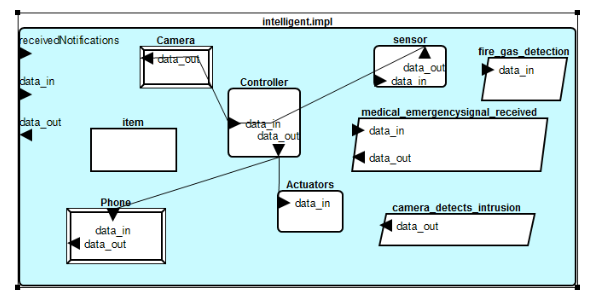 intelligent.impl
receivedNotifications
data_in
data_out
Camera
data_out
sensor
data_out
data_in
fire_gas_detection
data_in
Controller
data_in
data_out
item
medical_emergencysignal_received
data_in
data_out
Phone
data_in
data_out
Actuators
data_in
camera_detects_intrusion
data_out